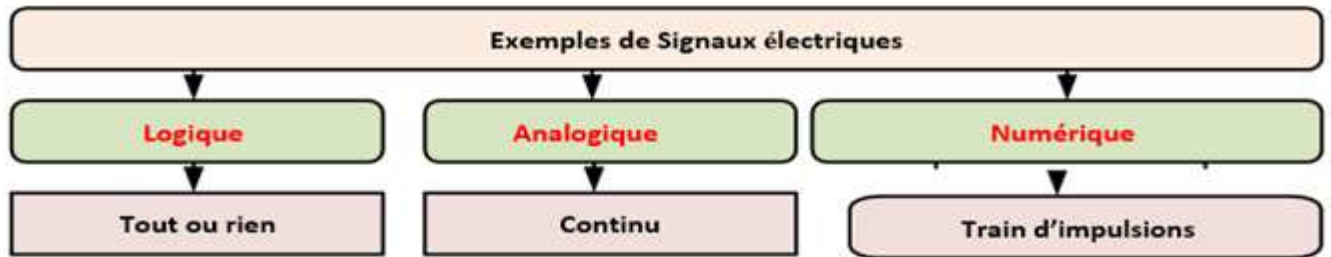 Exemples de Signaux électriques
Logique
Analogique
Numérique
Tout ou rien
Continu
Train d’impulsions